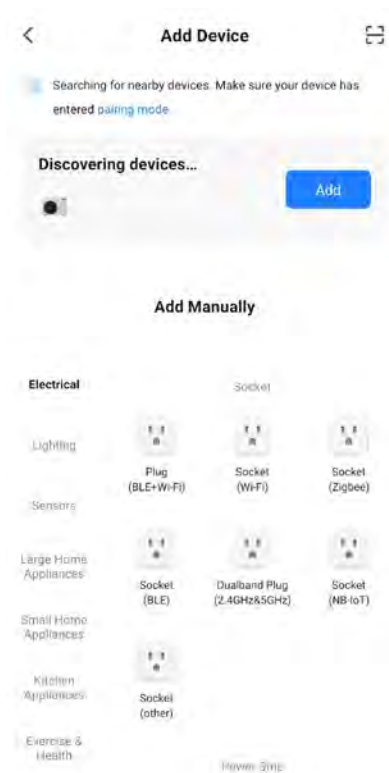 Add Device
Searching for nearby devices. Make sure your device has
entered pairing mode.
Discovering devices...
Add
Add Manually
Electrical
Socket
Lighting
Plug
(BLE+Wi-Fi)
Socket
(Wi-Fi)
Socket
(Zigbee)
Sensors
Large Home
Appliances
Socket
(BLE)
Dualband Plug
(2.4GHz&5GHz)
Socket
(NB-IoT)
Small Home
Appliances
Kitchen
Appliances
Socket
(other)
Exercise &
Health
Power Strip